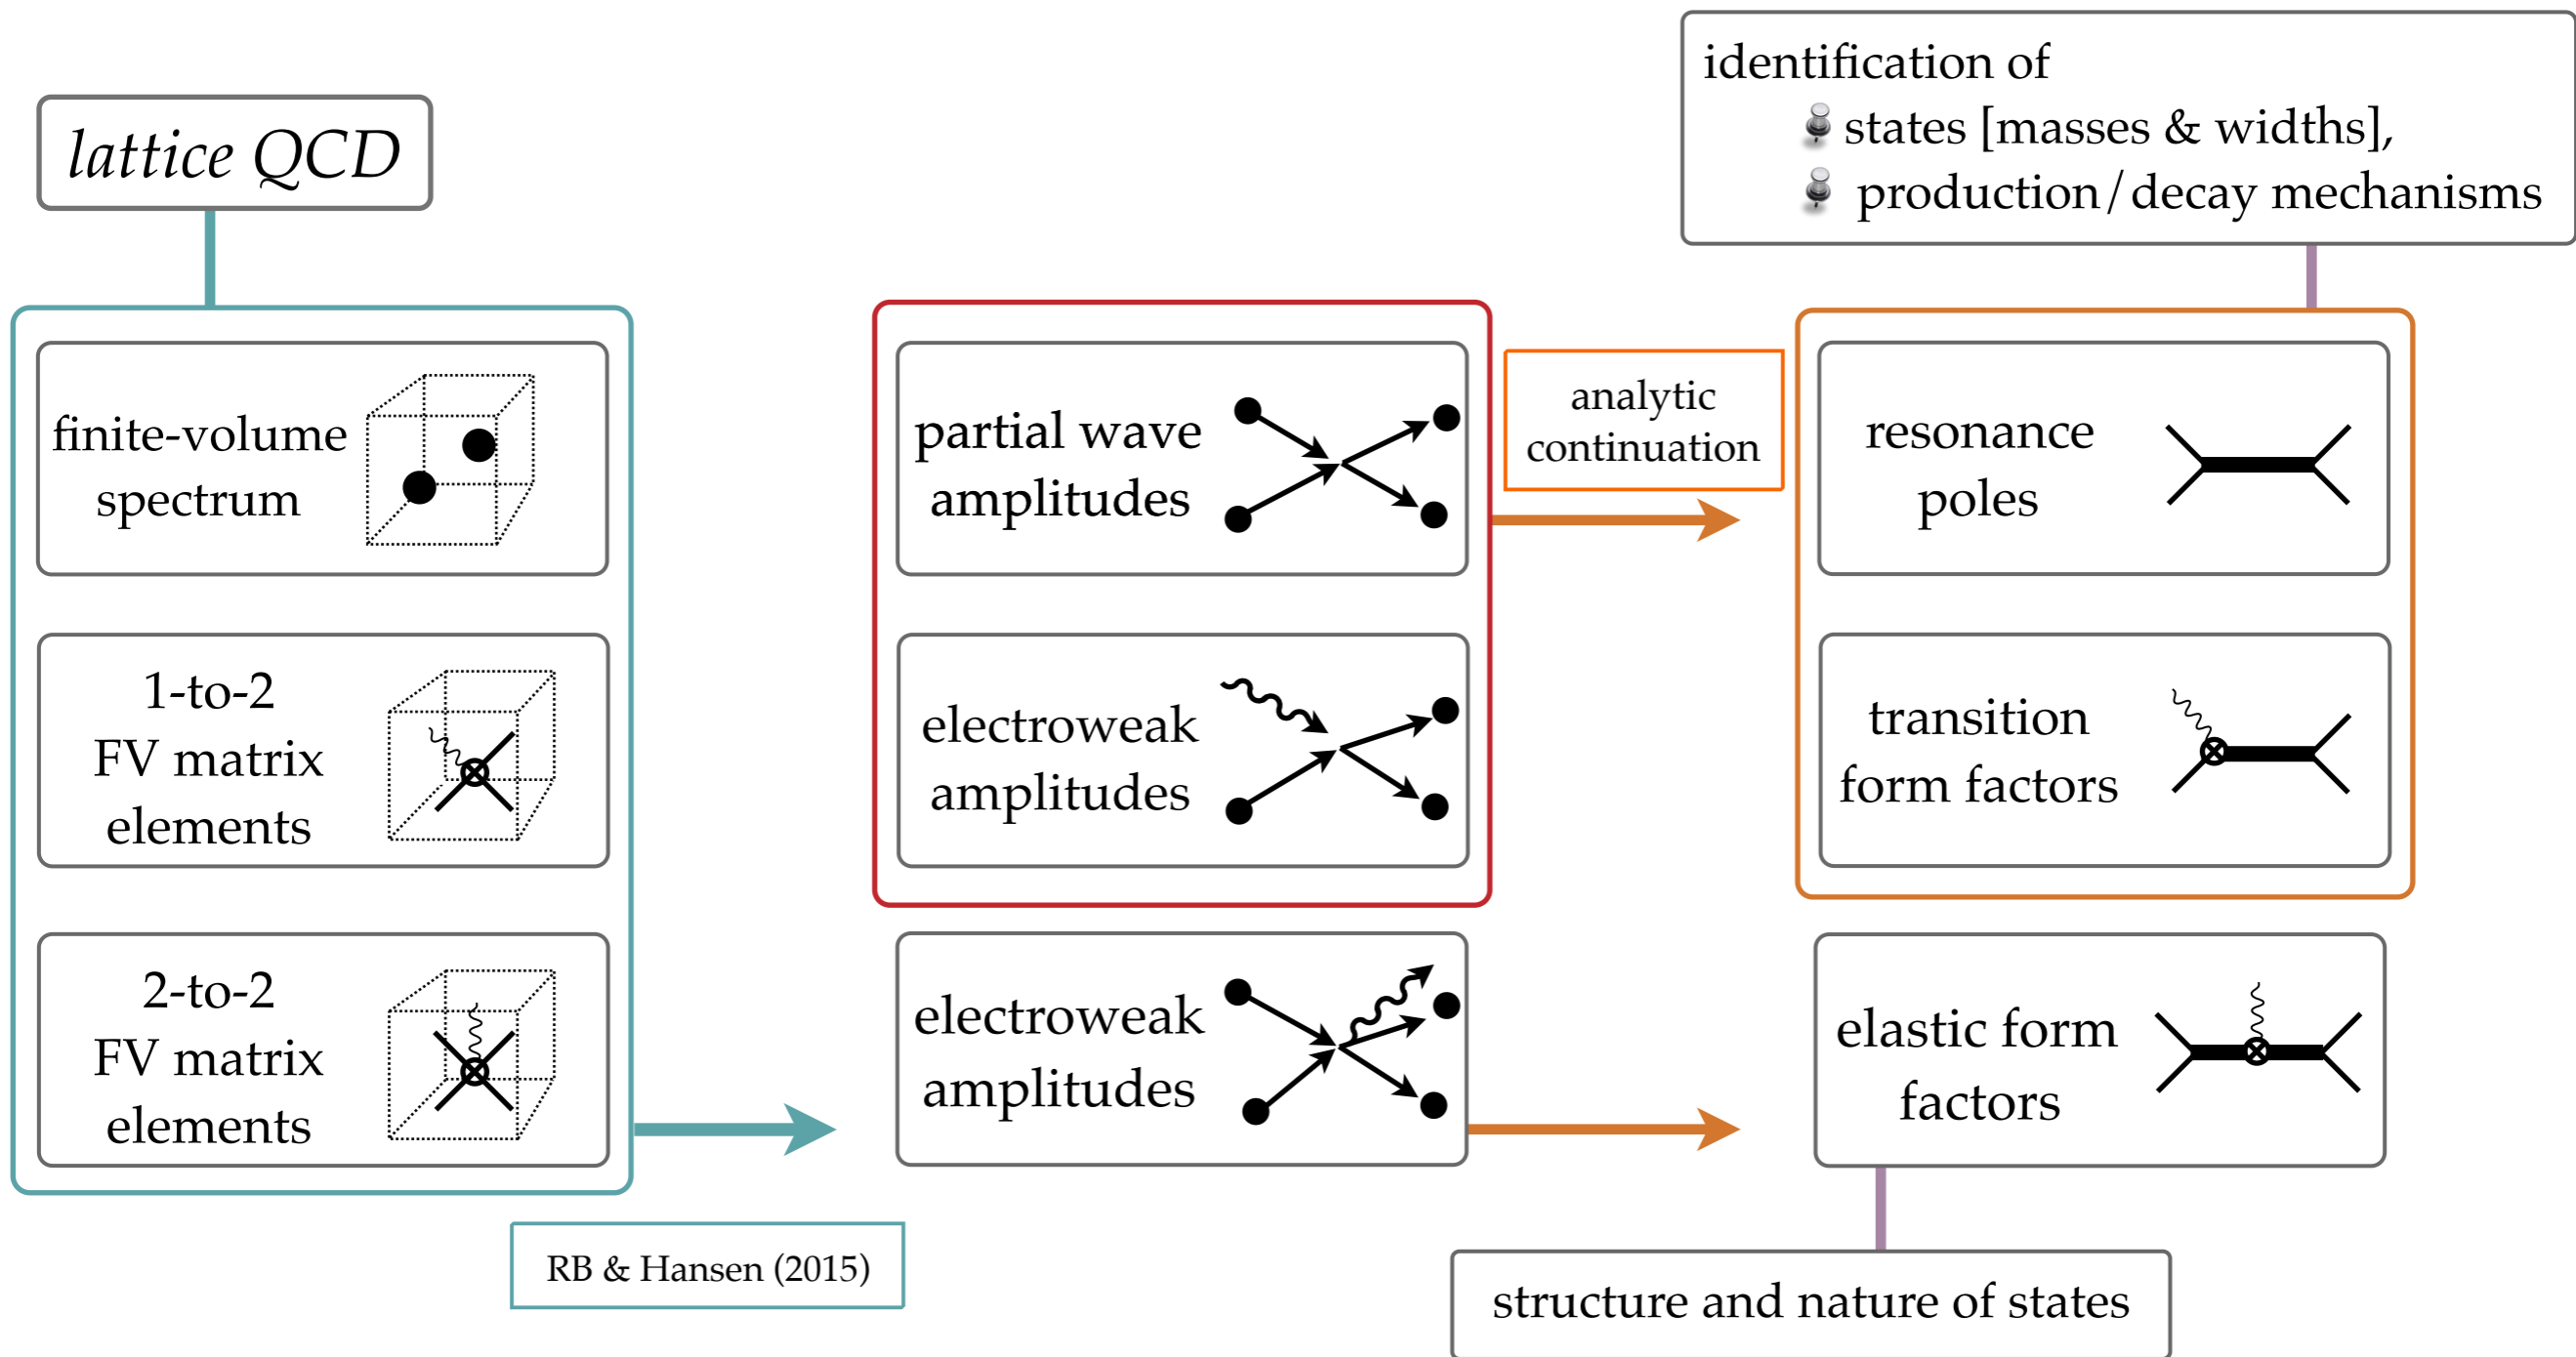 lattice QCD
identification of
states [masses & widths],
production/decay mechanisms
finite-volume
spectrum
1-to-2
FV matrix
elements
2-to-2
FV matrix
elements
RB & Hansen (2015)
partial wave
amplitudes
electroweak
amplitudes
electroweak
amplitudes
analytic
continuation
resonance
poles
transition
form factors
elastic form
factors
structure and nature of states